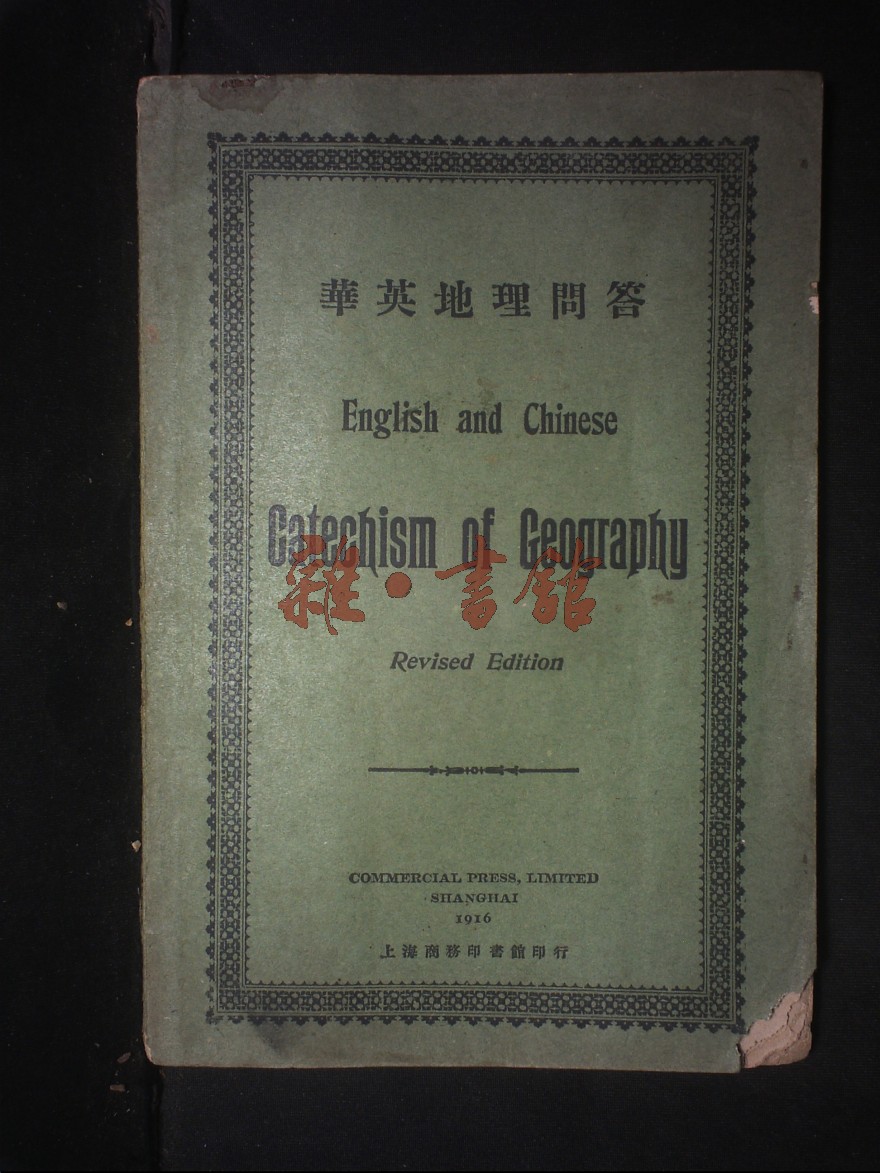 華英地理問答
English and Chinese
Catechism of Geography
雜·書館
Revised Edition
COMMERCIAL PRESS, LIMITED
SHANGHAI
1916
上海商務印書館印行